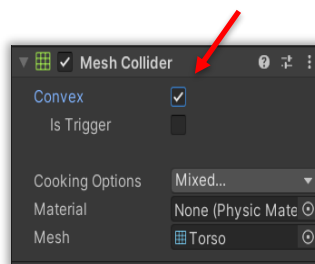 Mesh Collider
Convex
Is Trigger
Cooking Options Mixed...
Material None (Physic Mate
Mesh Torso